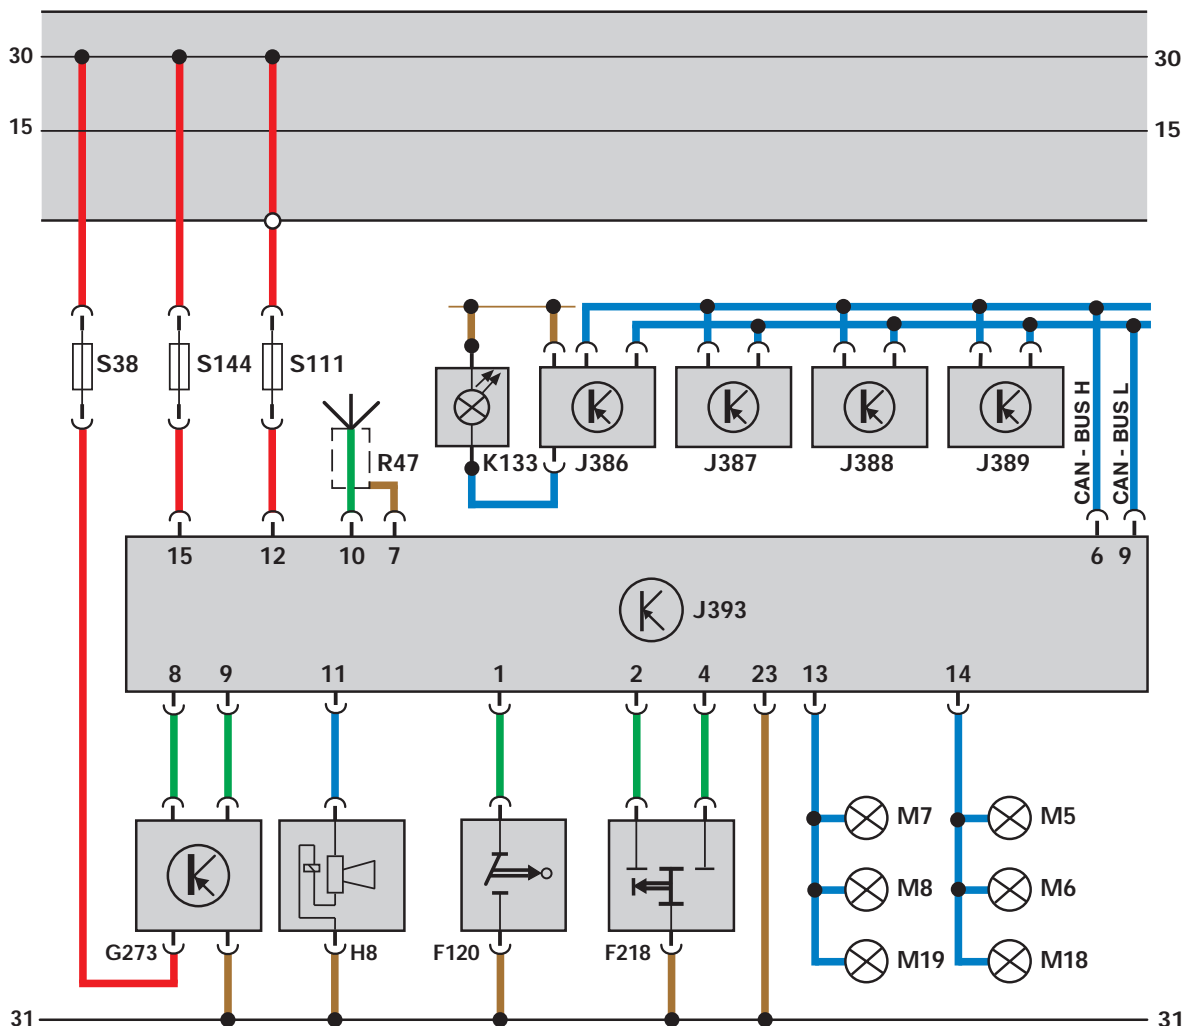 30 30
15 15
S38 S144 S111
R47 K133 J386 J387 J388 J389 CAN - BUS H CAN - BUS L
15 12 10 7 6 9
J393
8 9 11 1 2 4 23 13 14
M7 M5
M8 M6
G273 H8 F120 F218 M19 M18
31 31